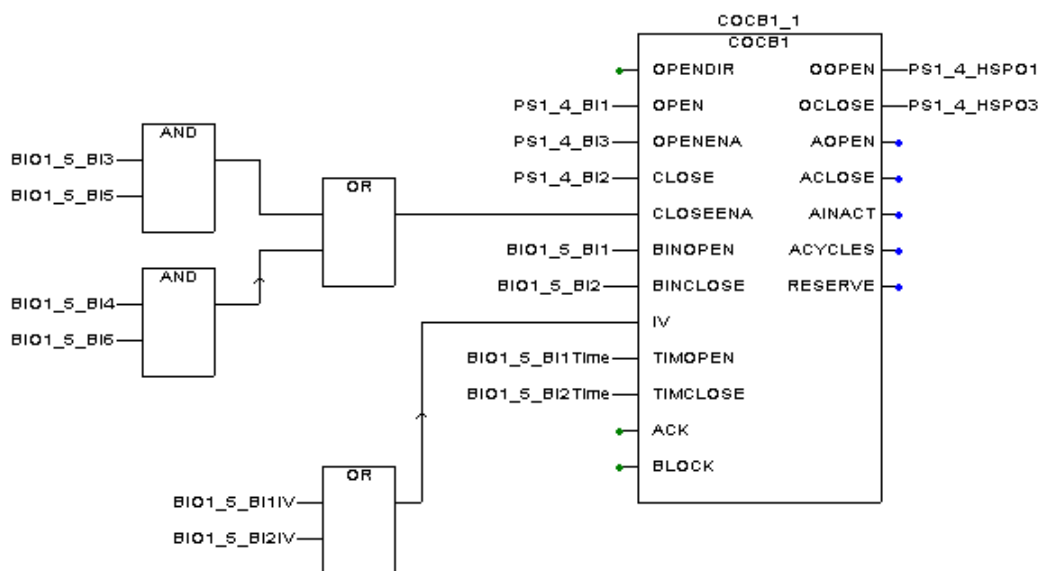 COCB1_1
COCB1
OPENDIR OOPEN PS1_4_HSPO1
PS1_4_BI1 OPEN OCLOSE PS1_4_HSPO3
AND
PS1_4_BI3 OPENENA AOPEN
BIO1_5_BI3
PS1_4_BI2 CLOSE ACLOSE
OR
BIO1_5_BI5
CLOSEENA AINACT
BIO1_5_BI1 BINOPEN ACYCLES
AND
BIO1_5_BI2 BINCLOSE RESERVE
BIO1_5_BI4
IV
BIO1_5_BI6
BIO1_5_BI1Time TIMOPEN
BIO1_5_BI2Time TIMCLOSE
ACK
BLOCK
OR
BIO1_5_BI1IV
BIO1_5_BI2IV